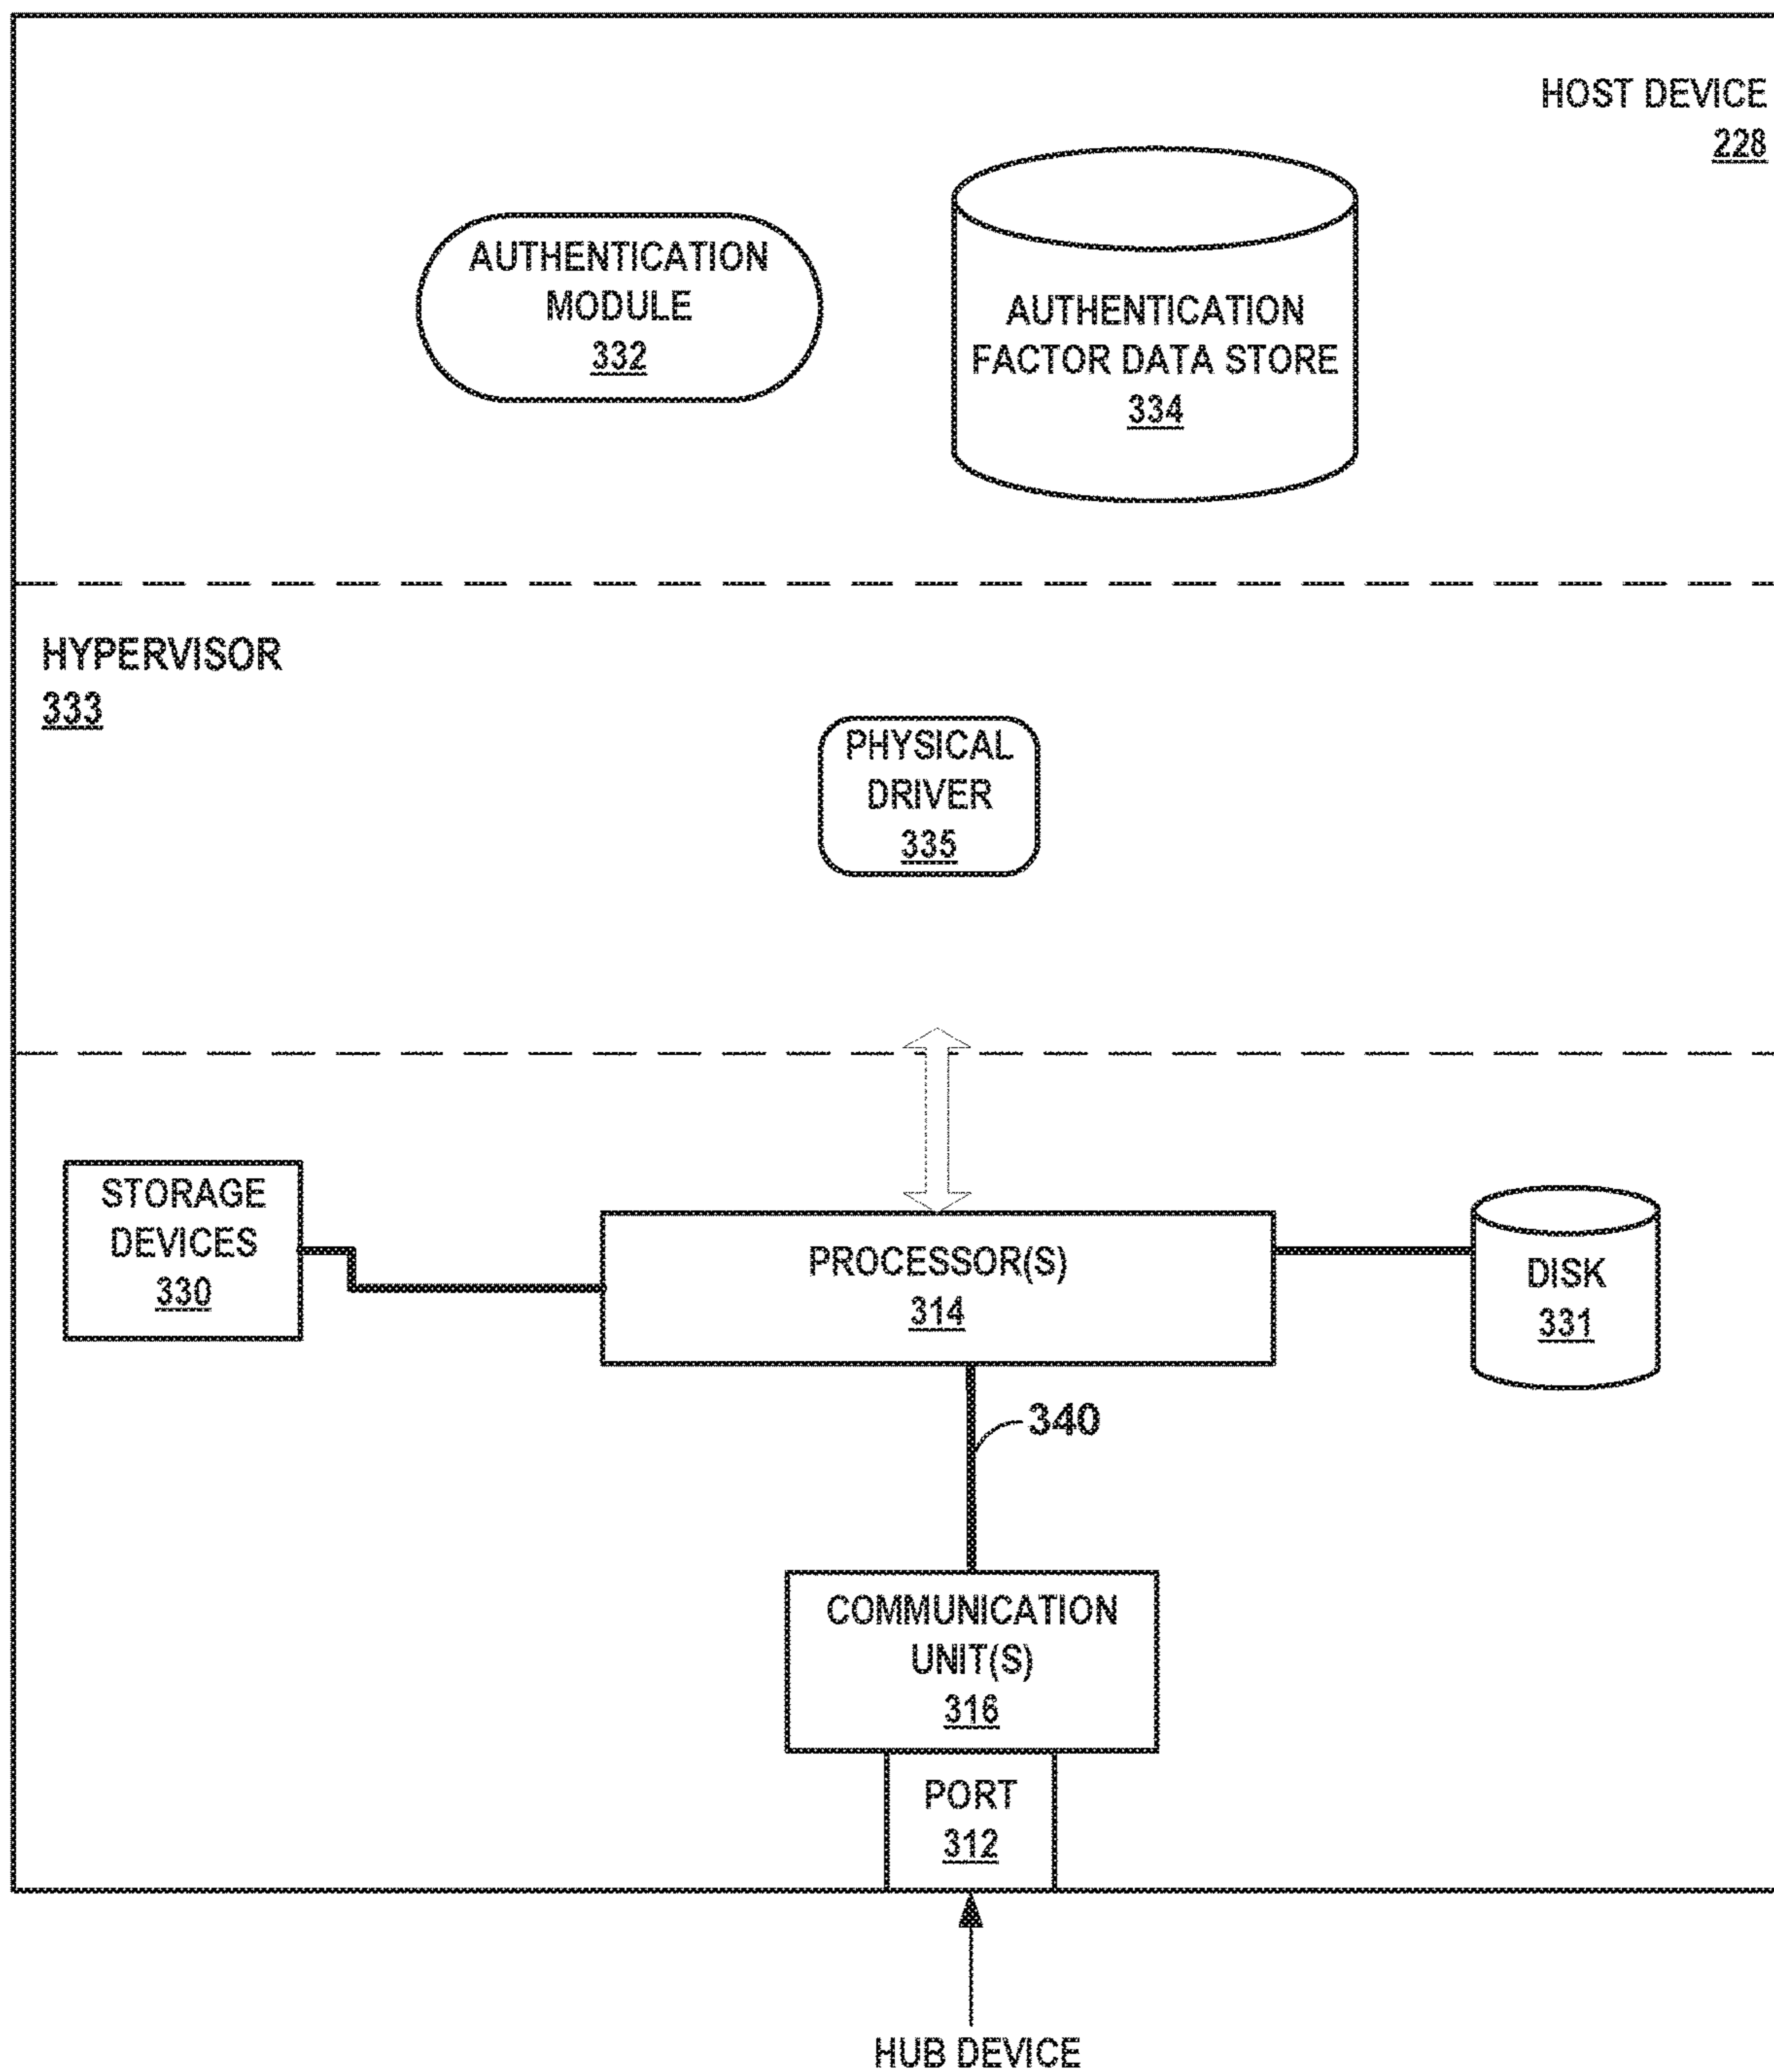 HOST DEVICE
228
AUTHENTICATION
MODULE
332
AUTHENTICATION
FACTOR DATA STORE
334
HYPERVISOR
333
PHYSICAL
DRIVER
335
STORAGE
DEVICES
330
PROCESSOR(S)
314
DISK
331
340
COMMUNICATION
UNIT(S)
316
PORT
312
HUB DEVICE